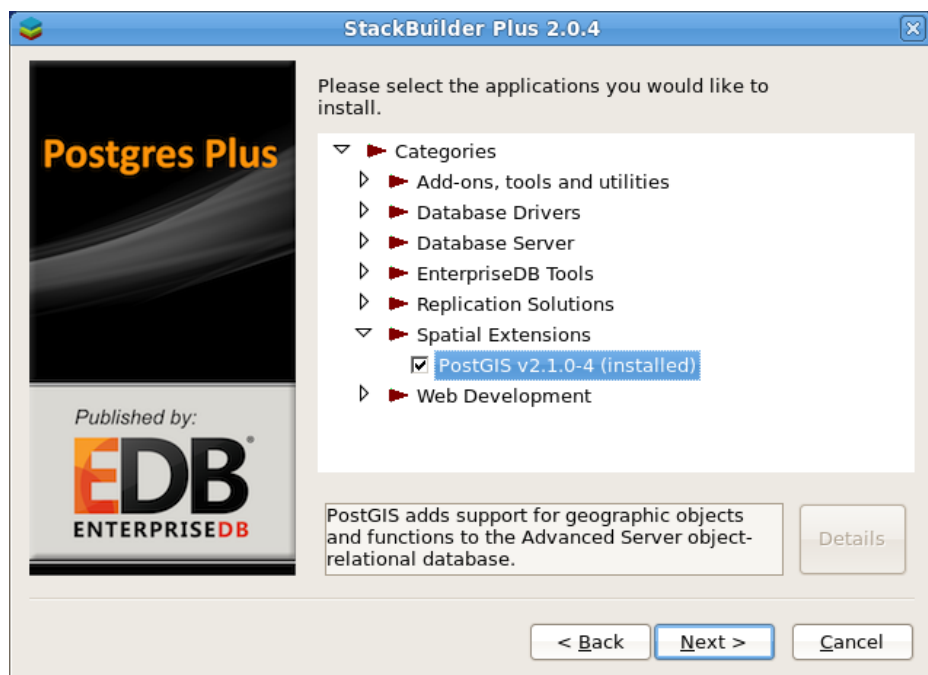 StackBuilder Plus 2.0.4
Postgres Plus
Published by:
EDB®
ENTERPRISEDB
Please select the applications you would like to
install.
Categories
Add-ons, tools and utilities
Database Drivers
Database Server
EnterpriseDB Tools
Replication Solutions
Spatial Extensions
PostGIS v2.1.0-4 (installed)
Web Development
PostGIS adds support for geographic objects
and functions to the Advanced Server object-
relational database.
Details
< Back
Next >
Cancel